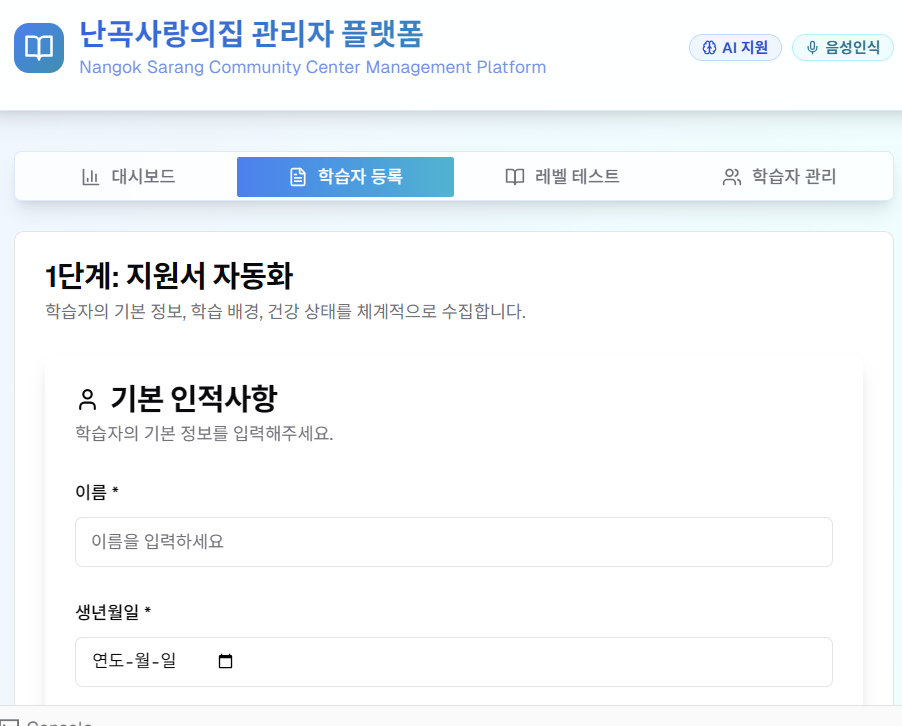 난곡사랑의집 관리자 플랫폼
Nangok Sarang Community Center Management Platform
AI 지원
음성인식
대시보드
학습자 등록
레벨 테스트
학습자 관리
1단계: 지원서 자동화
학습자의 기본 정보, 학습 배경, 건강 상태를 체계적으로 수집합니다.
기본 인적사항
학습자의 기본 정보를 입력해주세요.
이름 *
이름을 입력하세요
생년월일 *
연도-월-일
Console